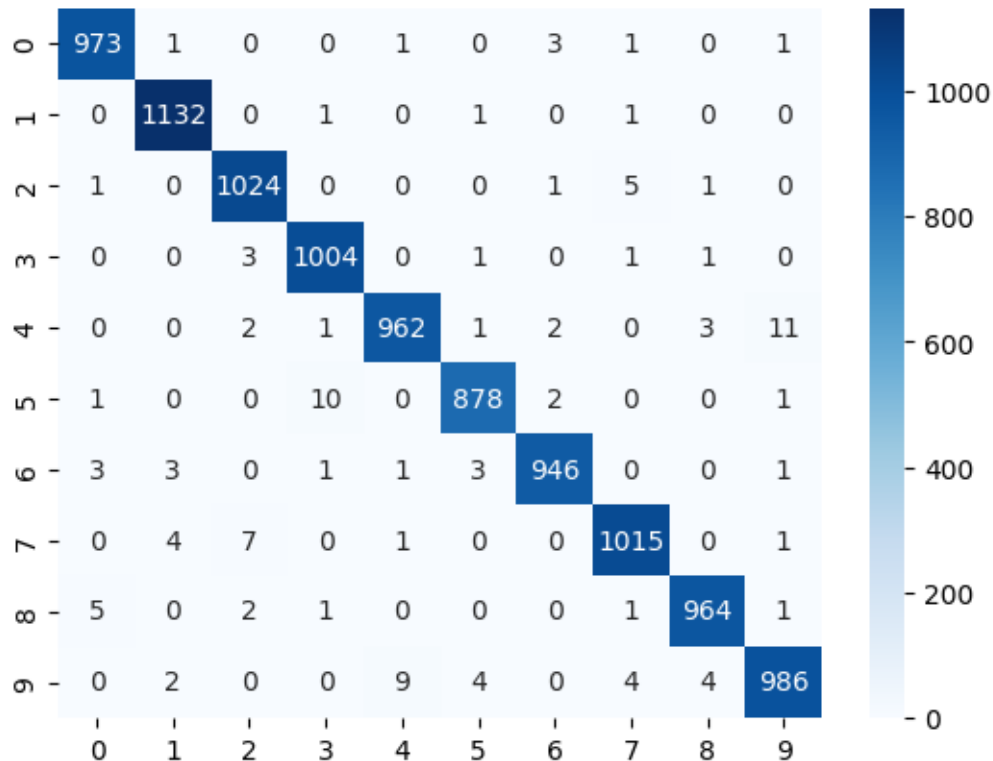 0 973 1 0 0 1 0 3 1 0 1
1 0 1132 0 1 0 1 0 1 0 0
2 1 0 1024 0 0 0 1 5 1 0
3 0 0 3 1004 0 1 0 1 1 0
4 0 0 2 1 962 1 2 0 3 11
5 1 0 0 10 0 878 2 0 0 1
6 3 3 0 1 1 3 946 0 0 1
7 0 4 7 0 1 0 0 1015 0 1
8 5 0 2 1 0 0 0 1 964 1
9 0 2 0 0 9 4 0 4 4 986
0 1 2 3 4 5 6 7 8 9
1000
800
600
400
200
0